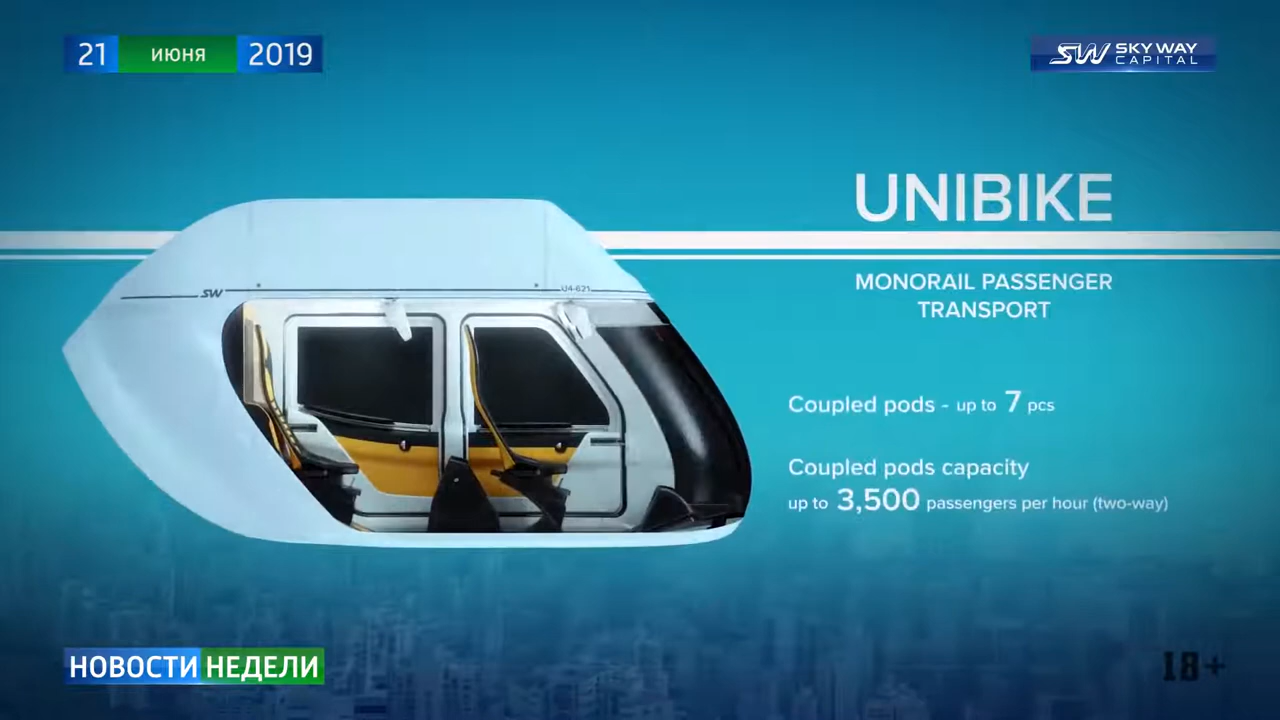 21 июня 2019
SW SKY WAY
CAPITAL
UNIBIKE
MONORAIL PASSENGER
TRANSPORT
SW
U4-621
Coupled pods - up to 7 pcs
Coupled pods capacity
up to 3,500 passengers per hour (two-way)
НОВОСТИ НЕДЕЛИ
18+